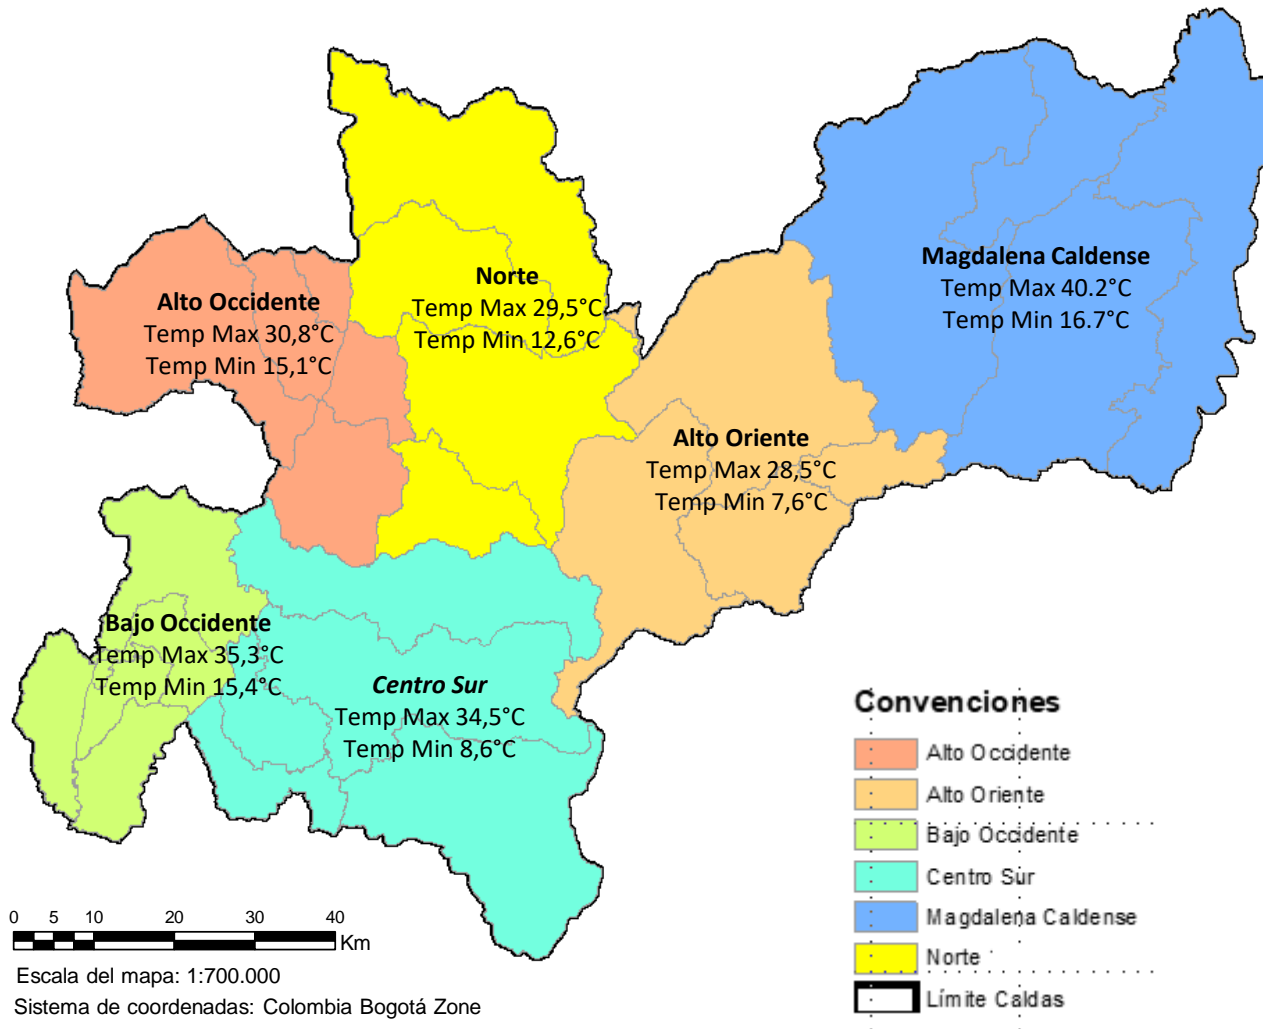 Norte
Temp Max 29,5°C
Temp Min 12,6°C
Magdalena Caldense
Temp Max 40.2°C
Temp Min 16.7°C
Alto Occidente
Temp Max 30,8°C
Temp Min 15,1°C
Alto Oriente
Temp Max 28,5°C
Temp Min 7,6°C
Bajo Occidente
Temp Max 35,3°C
Temp Min 15,4°C
Centro Sur
Temp Max 34,5°C
Temp Min 8,6°C
Convenciones
Alto Occidente
Alto Oriente
Bajo Occidente
Centro Sur
Magdalena Caldense
Norte
Límite Caldas
0 5 10 20 30 40
Km
Escala del mapa: 1:700.000
Sistema de coordenadas: Colombia Bogotá Zone